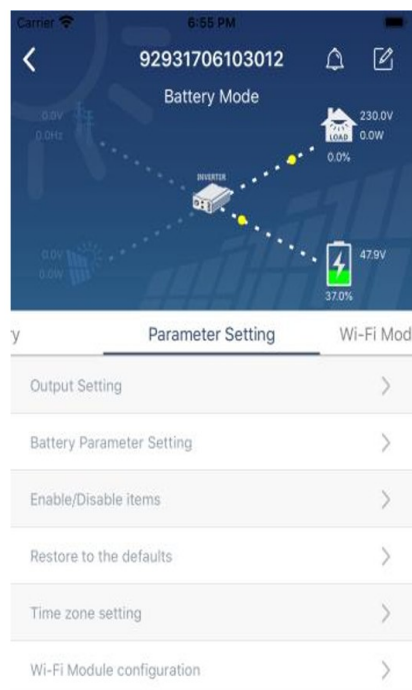 Carrier 6:55 PM
92931706103012
Battery Mode
0.0V
0.0Hz
230.0V
0.0W
LOAD
0.0%
INVERTER
0.0V
0.0W
47.9V
37.0%
y Parameter Setting Wi-Fi Mod
Output Setting
Battery Parameter Setting
Enable/Disable items
Restore to the defaults
Time zone setting
Wi-Fi Module configuration